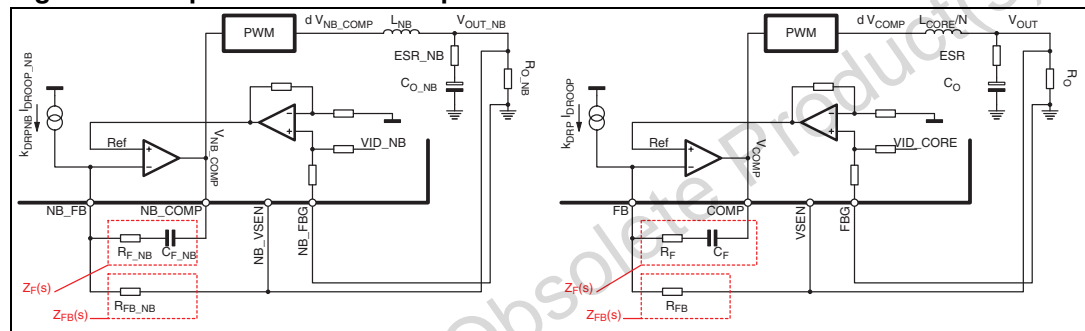 PWM
d V_NB_COMP
L_NB
V_OUT_NB
ESR_NB
C_O_NB
R_O_NB
k_DRPNB I_DROOP_NB
Ref
V_NB_COMP
VID_NB
NB_FB
NB_COMP
NB_VSEN
NB_FBG
R_F_NB
C_F_NB
Z_F(s)
R_FB_NB
Z_FB(s)
PWM
d V_COMP
L_CORE/N
V_OUT
ESR
C_O
R_O
k_DRP I_DROOP
Ref
V_COMP
VID_CORE
FB
COMP
VSEN
FBG
R_F
C_F
Z_F(s)
R_FB
Z_FB(s)
Obsolete Product(s)